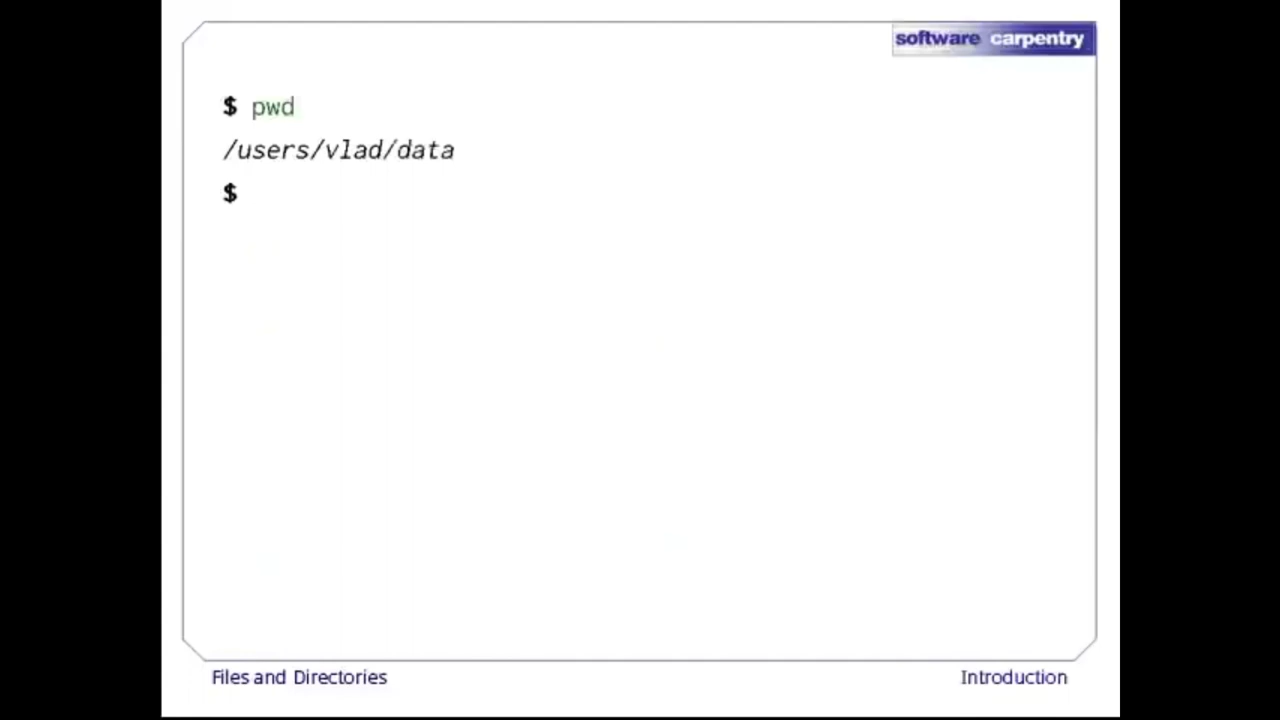 software carpentry
$ pwd
/users/vlad/data
$
Files and Directories
Introduction